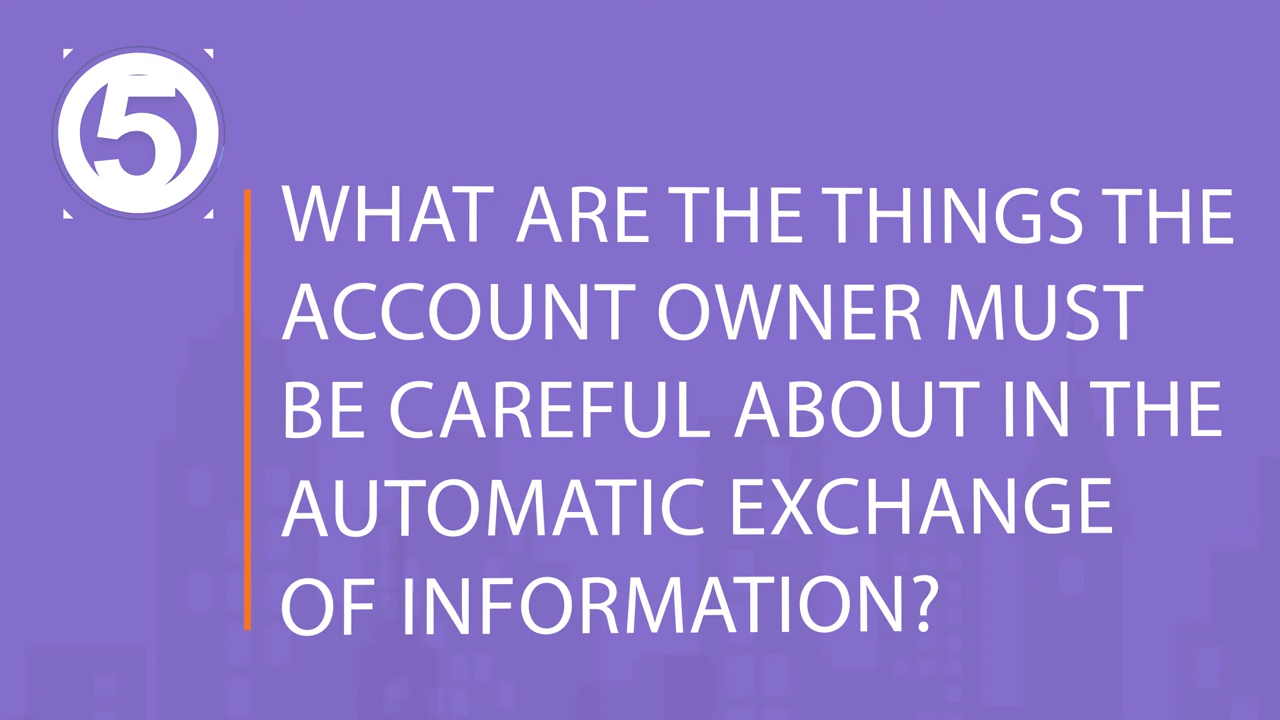 5
WHAT ARE THE THINGS THE
ACCOUNT OWNER MUST
BE CAREFUL ABOUT IN THE
AUTOMATIC EXCHANGE
OF INFORMATION?